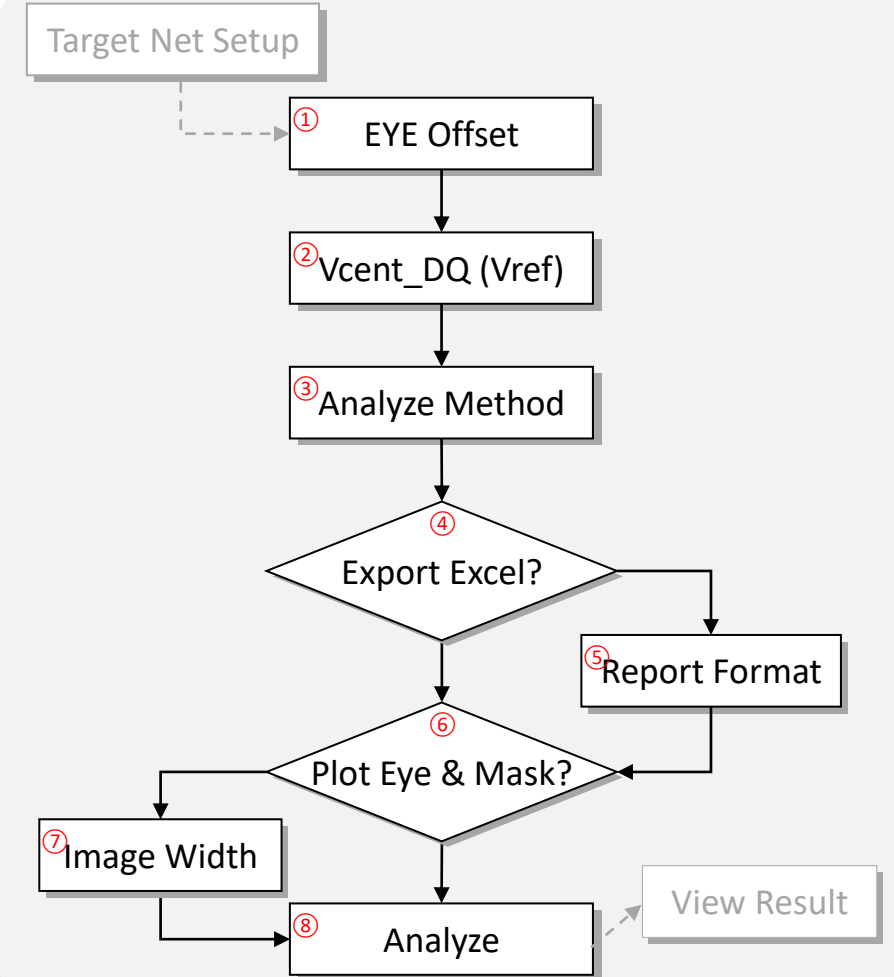 Target Net Setup
① EYE Offset
② Vcent_DQ (Vref)
③ Analyze Method
④
Export Excel?
⑤ Report Format
⑥
Plot Eye & Mask?
⑦ Image Width
View Result
⑧ Analyze